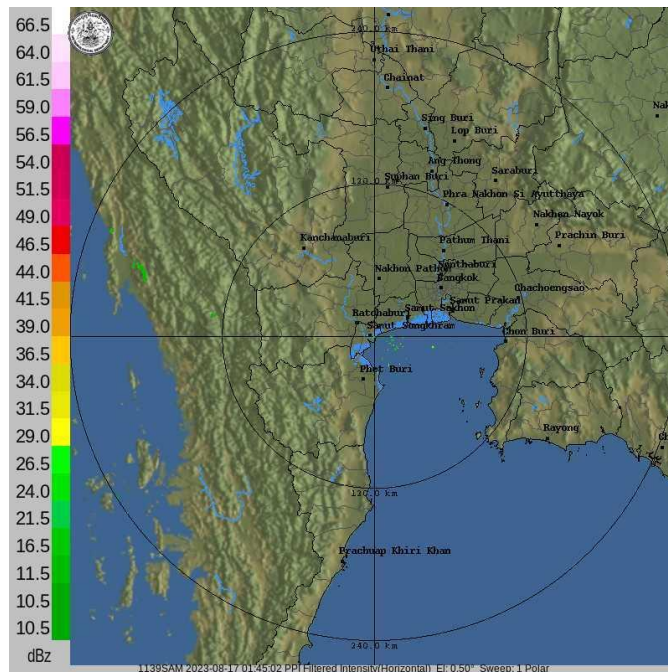 66.5
64.0
61.5
59.0
56.5
54.0
51.5
49.0
46.5
44.0
41.5
39.0
36.5
34.0
31.5
29.0
26.5
24.0
21.5
16.5
11.5
10.5
dBz
240.0 km
Uthai Thani
Chainat
Sing Buri
Lop Buri
Ang Thong
Saraburi
Suphan Buri
120.0 km
Phra Nakhon Si Ayutthaya
Nakhon Nayok
Kanchanaburi
Pathum Thani
Prachin Buri
Nonthaburi
Nakhon Pathom
Bangkok
Chachoengsao
Samut Prakan
Ratchaburi
Samut Sakhon
Samut Songkhram
Chon Buri
Phet Buri
Rayong
120.0 km
Prachuap Khiri Khan
240.0 km
1139SAM 2023-08-17 01:45:02 PPI Filtered Intensity(Horizontal) El: 0.50° Sweep: 1 Polar